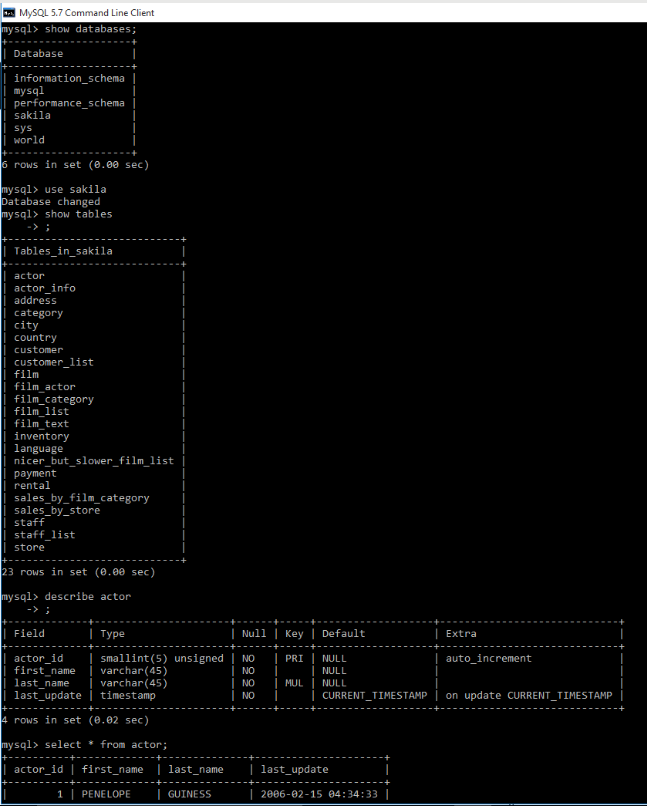 MySQL 5.7 Command Line Client
mysql> show databases;
+--------------------+
| Database           |
+--------------------+
| information_schema |
| mysql              |
| performance_schema |
| sakila             |
| sys                |
| world              |
+--------------------+
6 rows in set (0.00 sec)
mysql> use sakila
Database changed
mysql> show tables
    -> ;
+----------------------------+
| Tables_in_sakila           |
+----------------------------+
| actor                      |
| actor_info                 |
| address                    |
| category                   |
| city                       |
| country                    |
| customer                   |
| customer_list              |
| film                       |
| film_actor                 |
| film_category              |
| film_list                  |
| film_text                  |
| inventory                  |
| language                   |
| nicer_but_slower_film_list |
| payment                    |
| rental                     |
| sales_by_film_category     |
| sales_by_store             |
| staff                      |
| staff_list                 |
| store                      |
+----------------------------+
23 rows in set (0.00 sec)
mysql> describe actor
    -> ;
+-------------+----------------------+------+-----+-------------------+-----------------------------+
| Field       | Type                 | Null | Key | Default           | Extra                       |
+-------------+----------------------+------+-----+-------------------+-----------------------------+
| actor_id    | smallint(5) unsigned | NO   | PRI | NULL              | auto_increment              |
| first_name  | varchar(45)          | NO   |     | NULL              |                             |
| last_name   | varchar(45)          | NO   | MUL | NULL              |                             |
| last_update | timestamp            | NO   |     | CURRENT_TIMESTAMP | on update CURRENT_TIMESTAMP |
+-------------+----------------------+------+-----+-------------------+-----------------------------+
4 rows in set (0.02 sec)
mysql> select * from actor;
+----------+-------------+--------------+---------------------+
| actor_id | first_name  | last_name    | last_update         |
+----------+-------------+--------------+---------------------+
|        1 | PENELOPE    | GUINESS      | 2006-02-15 04:34:33 |